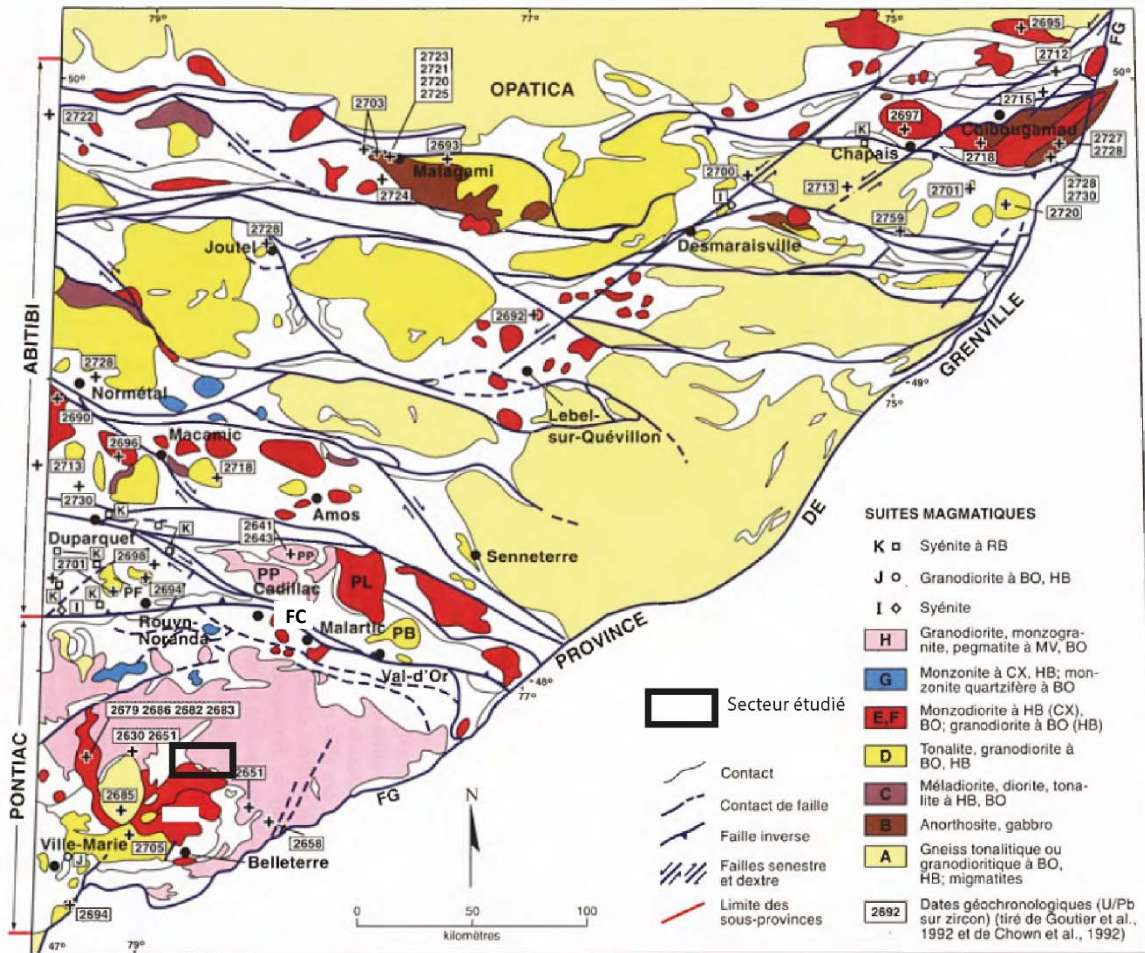 79°
77°
75°
FG
2695
2712
50°
50°
2723
2721
2720
2725
OPATICA
2703
2715
2722
2697
K
Chapais
2718
2727
2728
2693
Matagami
2724
2700
I
2713
2701
2728
2730
2720
2759
Desmaraisville
2728
Joutel
ABITIBI
2692
GRENVILLE
DE
PROVINCE
49°
75°
2728
Normétal
Lebel-
sur-Quévillon
2690
2696
Macamic
2713
2718
2730
K
K
Amos
Duparquet
2641
2643
PP
Senneterre
K
2701
2698
PP
Cadillac
PL
K
I
K
PF
2694
FC
Rouyn-
Noranda
Malartic
PB
Val-d'Or
48°
77°
PONTIAC
2679 2686 2682 2683
2630 2651
2651
2685
FG
Ville-Marie
2705
2658
J
Belleterre
2694
47°
79°
N
0 50 100
kilomètres
Secteur étudié
Contact
Contact de faille
Faille inverse
Failles senestre
et dextre
Limite des
sous-provinces
SUITES MAGMATIQUES
K Syénite à RB
J Granodiorite à BO, HB
I Syénite
H Granodiorite, monzogra-
nite, pegmatite à MV, BO
G Monzonite à CX, HB; mon-
zonite quartzifère à BO
E,F Monzodiorite à HB (CX),
BO; granodiorite à BO (HB)
D Tonalite, granodiorite à
BO, HB
C Méladiorite, diorite, tona-
lite à HB, BO
B Anorthosite, gabbro
A Gneiss tonalitique ou
granodioritique à BO,
HB; migmatites
2692 Dates géochronologiques (U/Pb
sur zircon) (tiré de Goutier et al.,
1992 et de Chown et al., 1992)